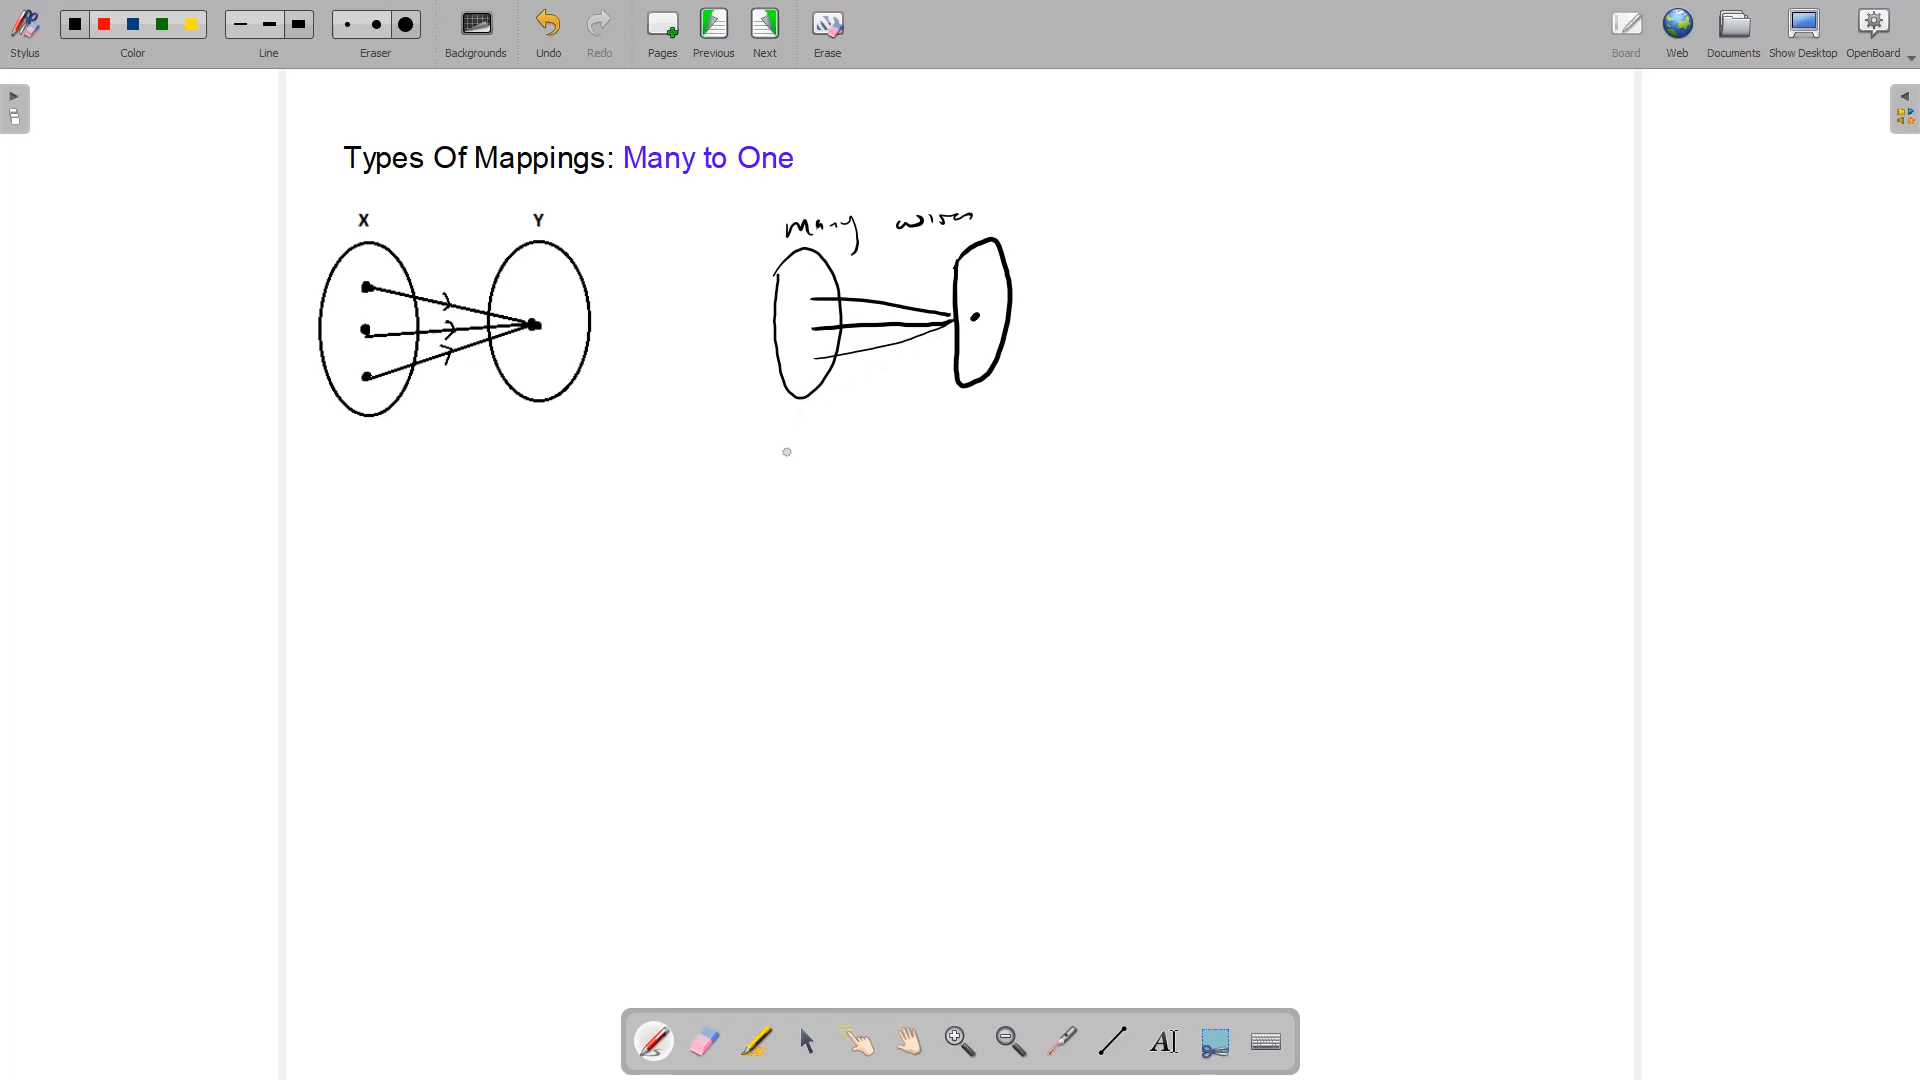 Stylus
Color
Line
Eraser
Backgrounds
Undo
Redo
Pages
Previous
Next
Erase
Board
Web
Documents
Show Desktop
OpenBoard
Types Of Mappings: Many to One
X Y
many
A